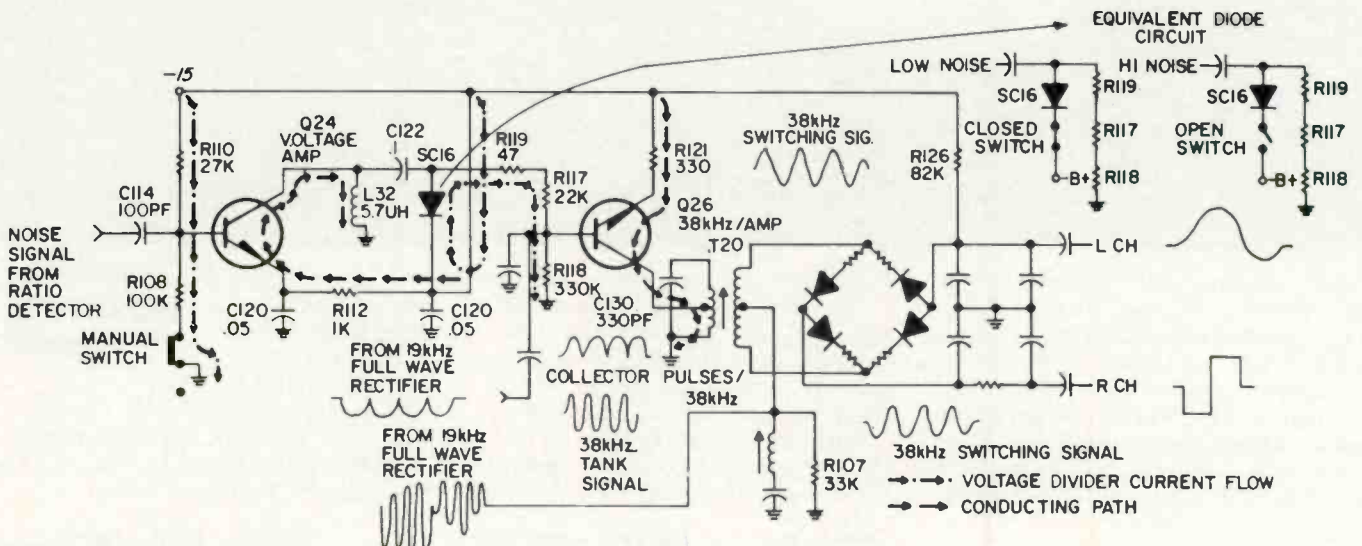 EQUIVALENT DIODE
CIRCUIT
LOW NOISE
HI NOISE
SC16
SC16
R119
R119
CLOSED
SWITCH
OPEN
SWITCH
R117
R117
B+
B+
R118
R118
-15
R110
27K
Q24
VOLTAGE
AMP
C122
.1
SC16
R119
47
R121
330
38kHz
SWITCHING SIG.
R126
82K
L32
5.7UH
R117
22K
Q26
38kHz/AMP
C114
100PF
NOISE
SIGNAL
FROM
RATIO
DETECTOR
R108
100K
T20
L CH
R118
330K
C130
330PF
C120
.05
R112
1K
C120
.05
MANUAL
SWITCH
FROM 19kHz
FULL WAVE
RECTIFIER
COLLECTOR
PULSES/
38kHz
R CH
FROM 19kHz
FULL WAVE
RECTIFIER
38kHz
TANK
SIGNAL
R107
33K
38kHz SWITCHING SIGNAL
VOLTAGE DIVIDER CURRENT FLOW
CONDUCTING PATH